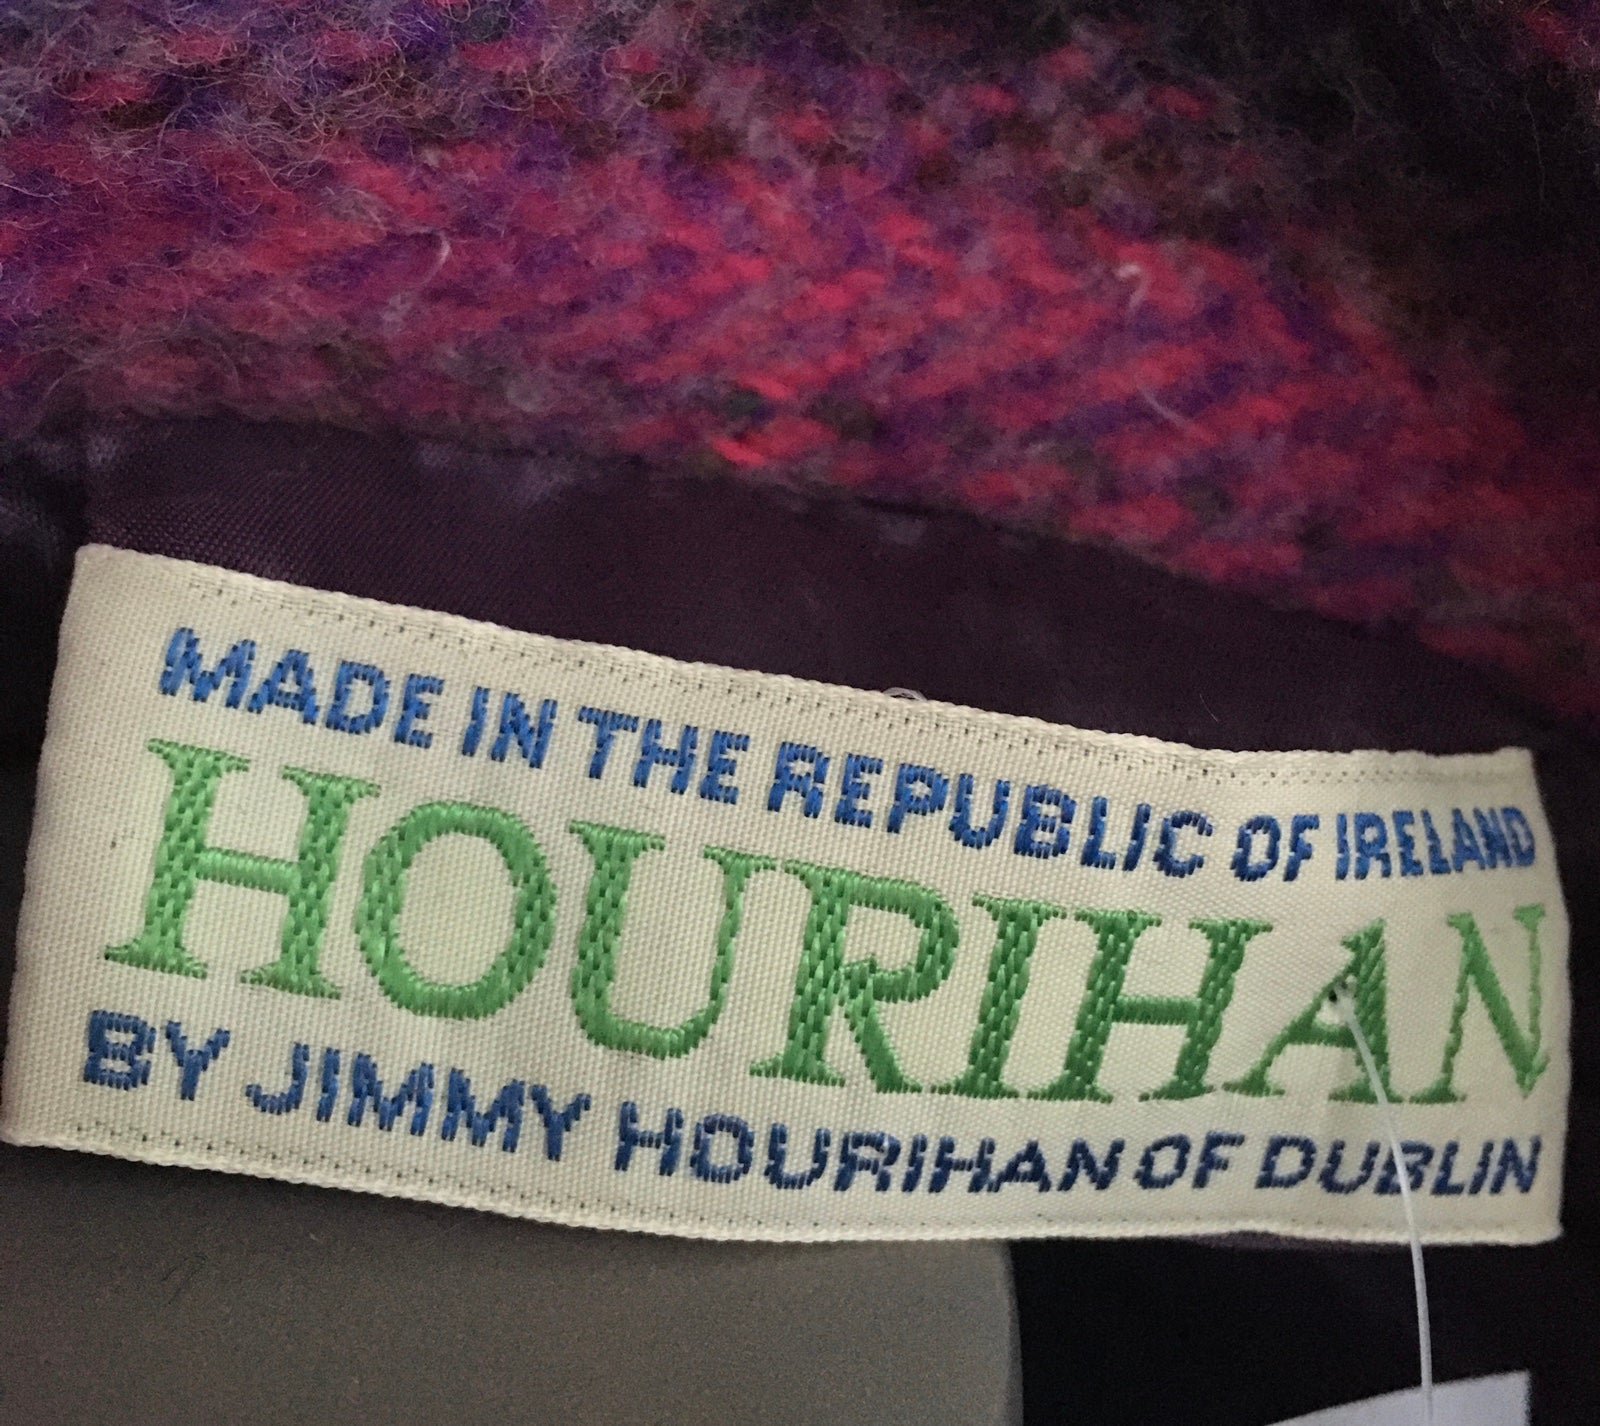 MADE IN THE REPUBLIC OF IRELAND
HOURIHAN
BY JIMMY HOURIHAN OF DUBLIN